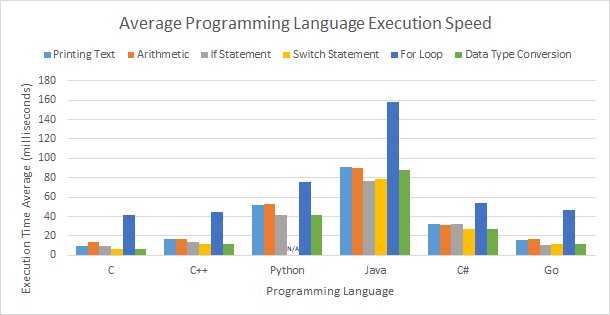 Average Programming Language Execution Speed
Printing Text Arithmetic If Statement Switch Statement For Loop Data Type Conversion
Execution Time Average (milliseconds)
180
160
140
120
100
80
60
40
20
0
N/A
C C++ Python Java C# Go
Programming Language